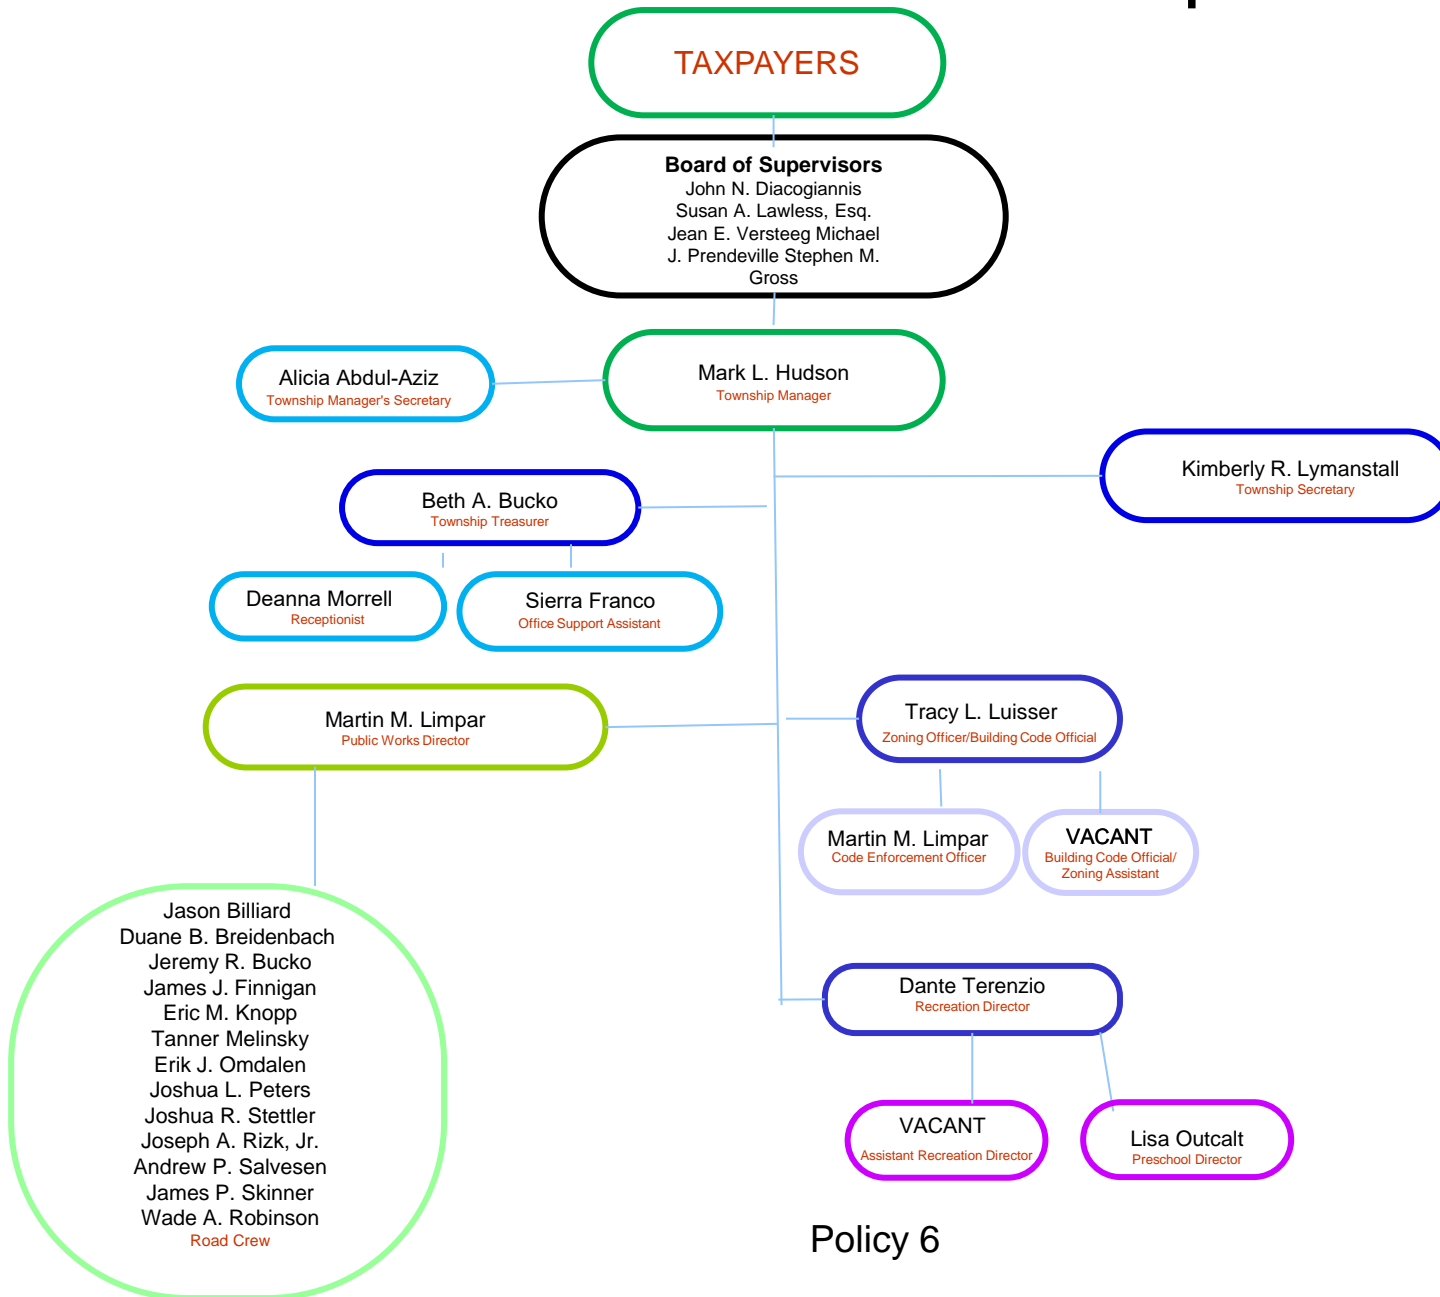 TAXPAYERS
Board of Supervisors
John N. Diacogiannis
Susan A. Lawless, Esq.
Jean E. Versteeg Michael
J. Prendeville Stephen M.
Gross
Mark L. Hudson
Township Manager
Alicia Abdul-Aziz
Township Manager's Secretary
Kimberly R. Lymanstall
Township Secretary
Beth A. Bucko
Township Treasurer
Deanna Morrell
Receptionist
Sierra Franco
Office Support Assistant
Martin M. Limpar
Public Works Director
Tracy L. Luisser
Zoning Officer/Building Code Official
Martin M. Limpar
Code Enforcement Officer
VACANT
Building Code Official/
Zoning Assistant
Jason Billiard
Duane B. Breidenbach
Jeremy R. Bucko
James J. Finnigan
Eric M. Knopp
Tanner Melinsky
Erik J. Omdalen
Joshua L. Peters
Joshua R. Stettler
Joseph A. Rizk, Jr.
Andrew P. Salvesen
James P. Skinner
Wade A. Robinson
Road Crew
Dante Terenzio
Recreation Director
VACANT
Assistant Recreation Director
Lisa Outcalt
Preschool Director
Policy 6